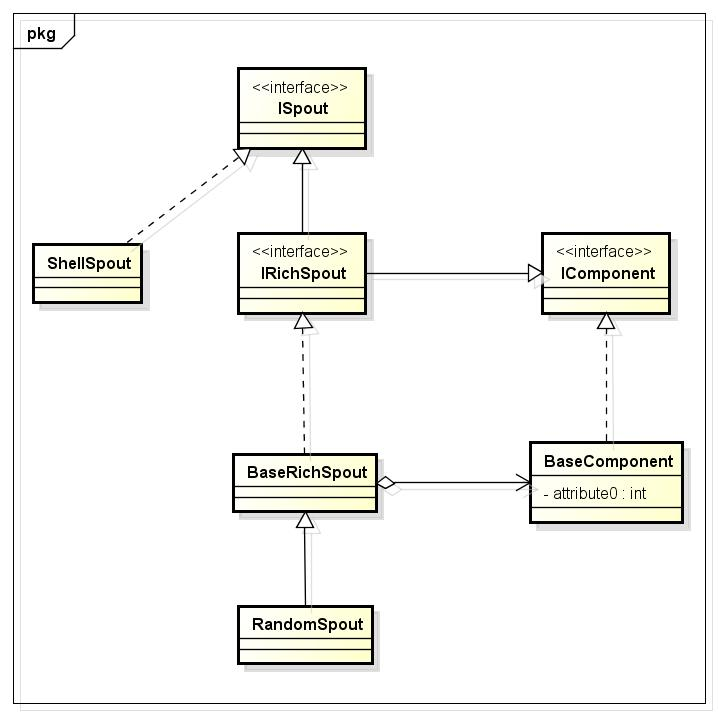 pkg
<<interface>>
ISpout
ShellSpout
<<interface>>
IRichSpout
<<interface>>
IComponent
BaseRichSpout
BaseComponent
- attribute0 : int
RandomSpout